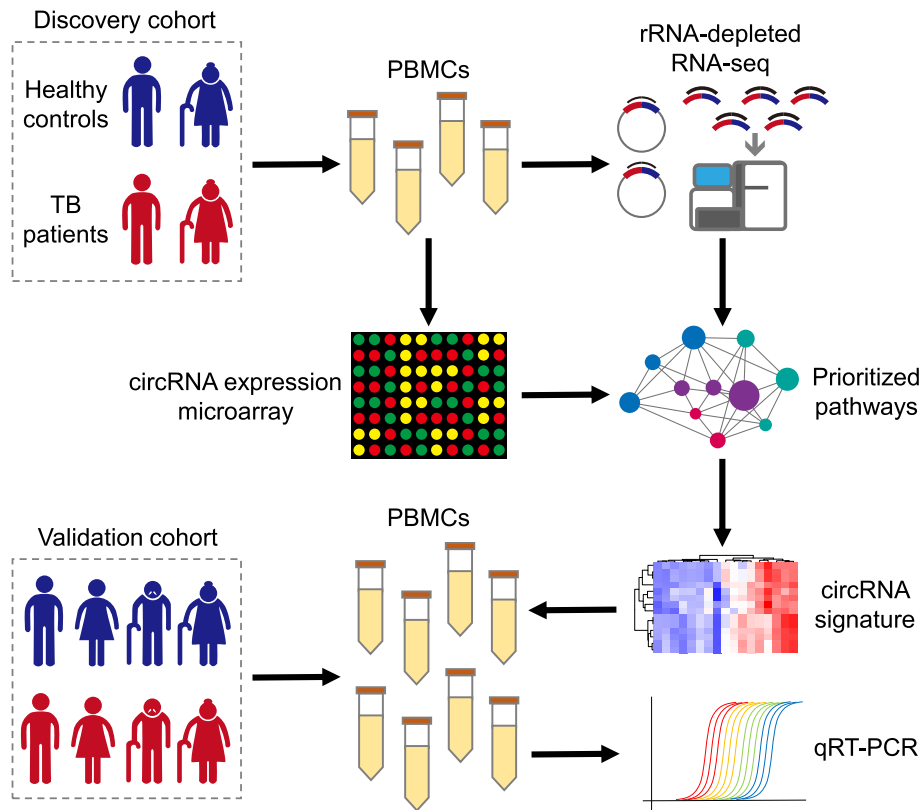 Discovery cohort
Healthy
controls
TB
patients
PBMCs
rRNA-depleted
RNA-seq
circRNA expression
microarray
Prioritized
pathways
Validation cohort
PBMCs
circRNA
signature
qRT-PCR